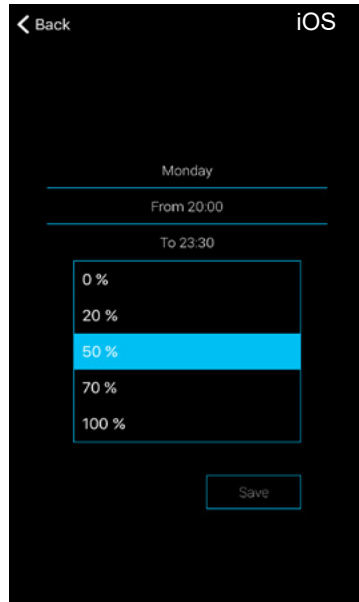 Back
iOS
Monday
From 20:00
To 23:30
0 %
20 %
50 %
70 %
100 %
Save